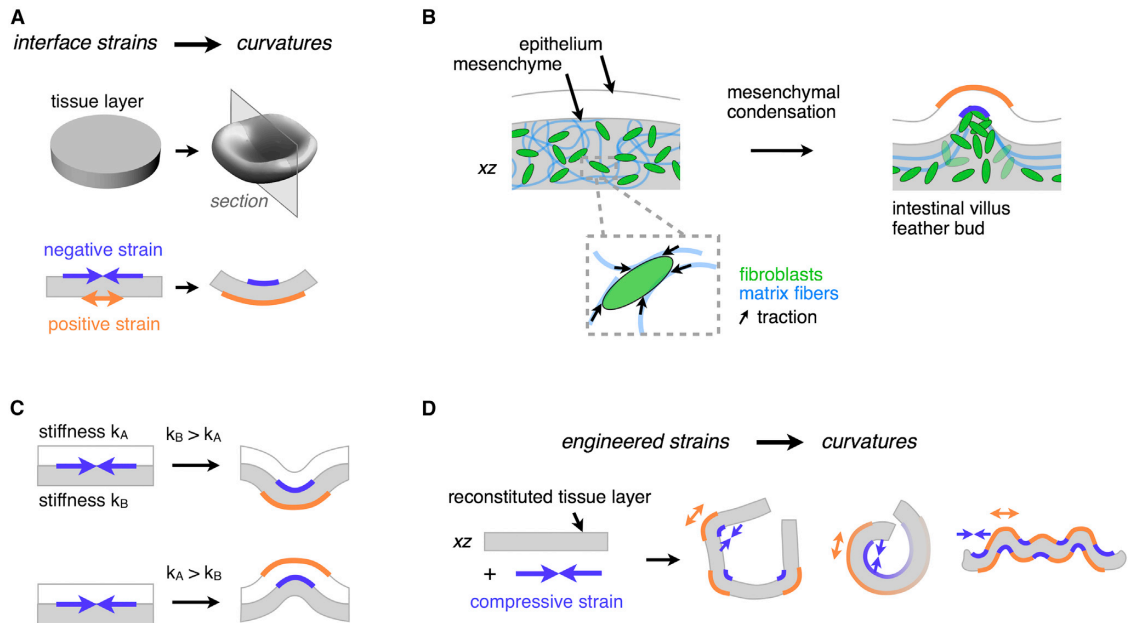 A
interface strains curvatures
tissue layer
section
negative strain
positive strain
B
epithelium
mesenchyme
xz
mesenchymal
condensation
intestinal villus
feather bud
fibroblasts
matrix fibers
traction
C
stiffness kA
kB > kA
stiffness kB
kA > kB
D
engineered strains curvatures
reconstituted tissue layer
xz
+
compressive strain